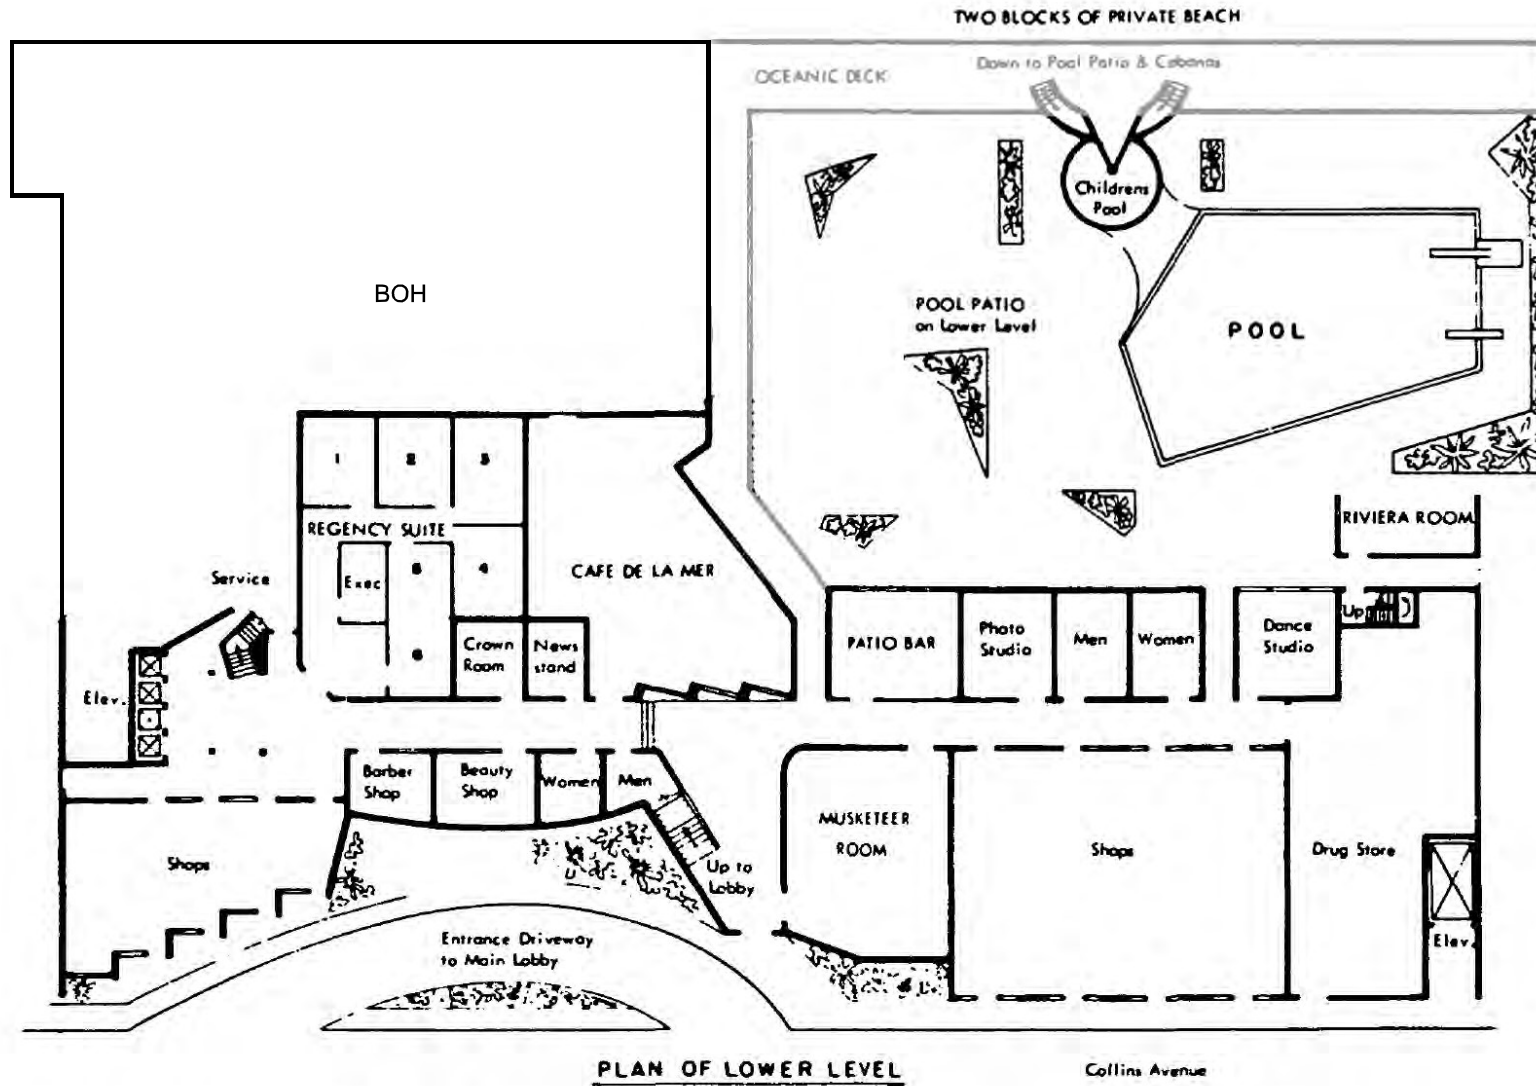 TWO BLOCKS OF PRIVATE BEACH
OCEANIC DECK
Down to Pool Patio & Cabanas
Childrens
Pool
BOH
POOL PATIO
on Lower Level
POOL
1
2
3
REGENCY SUITE
RIVIERA ROOM
Service
Exec
5
4
CAFE DE LA MER
Up
Crown
Room
News
stand
6
PATIO BAR
Photo
Studio
Men
Women
Dance
Studio
Elev.
Barber
Shop
Beauty
Shop
Women
Men
MUSKETEER
ROOM
Shops
Up to
Lobby
Shops
Drug Store
Entrance Driveway
to Main Lobby
Elev.
PLAN OF LOWER LEVEL
Collins Avenue